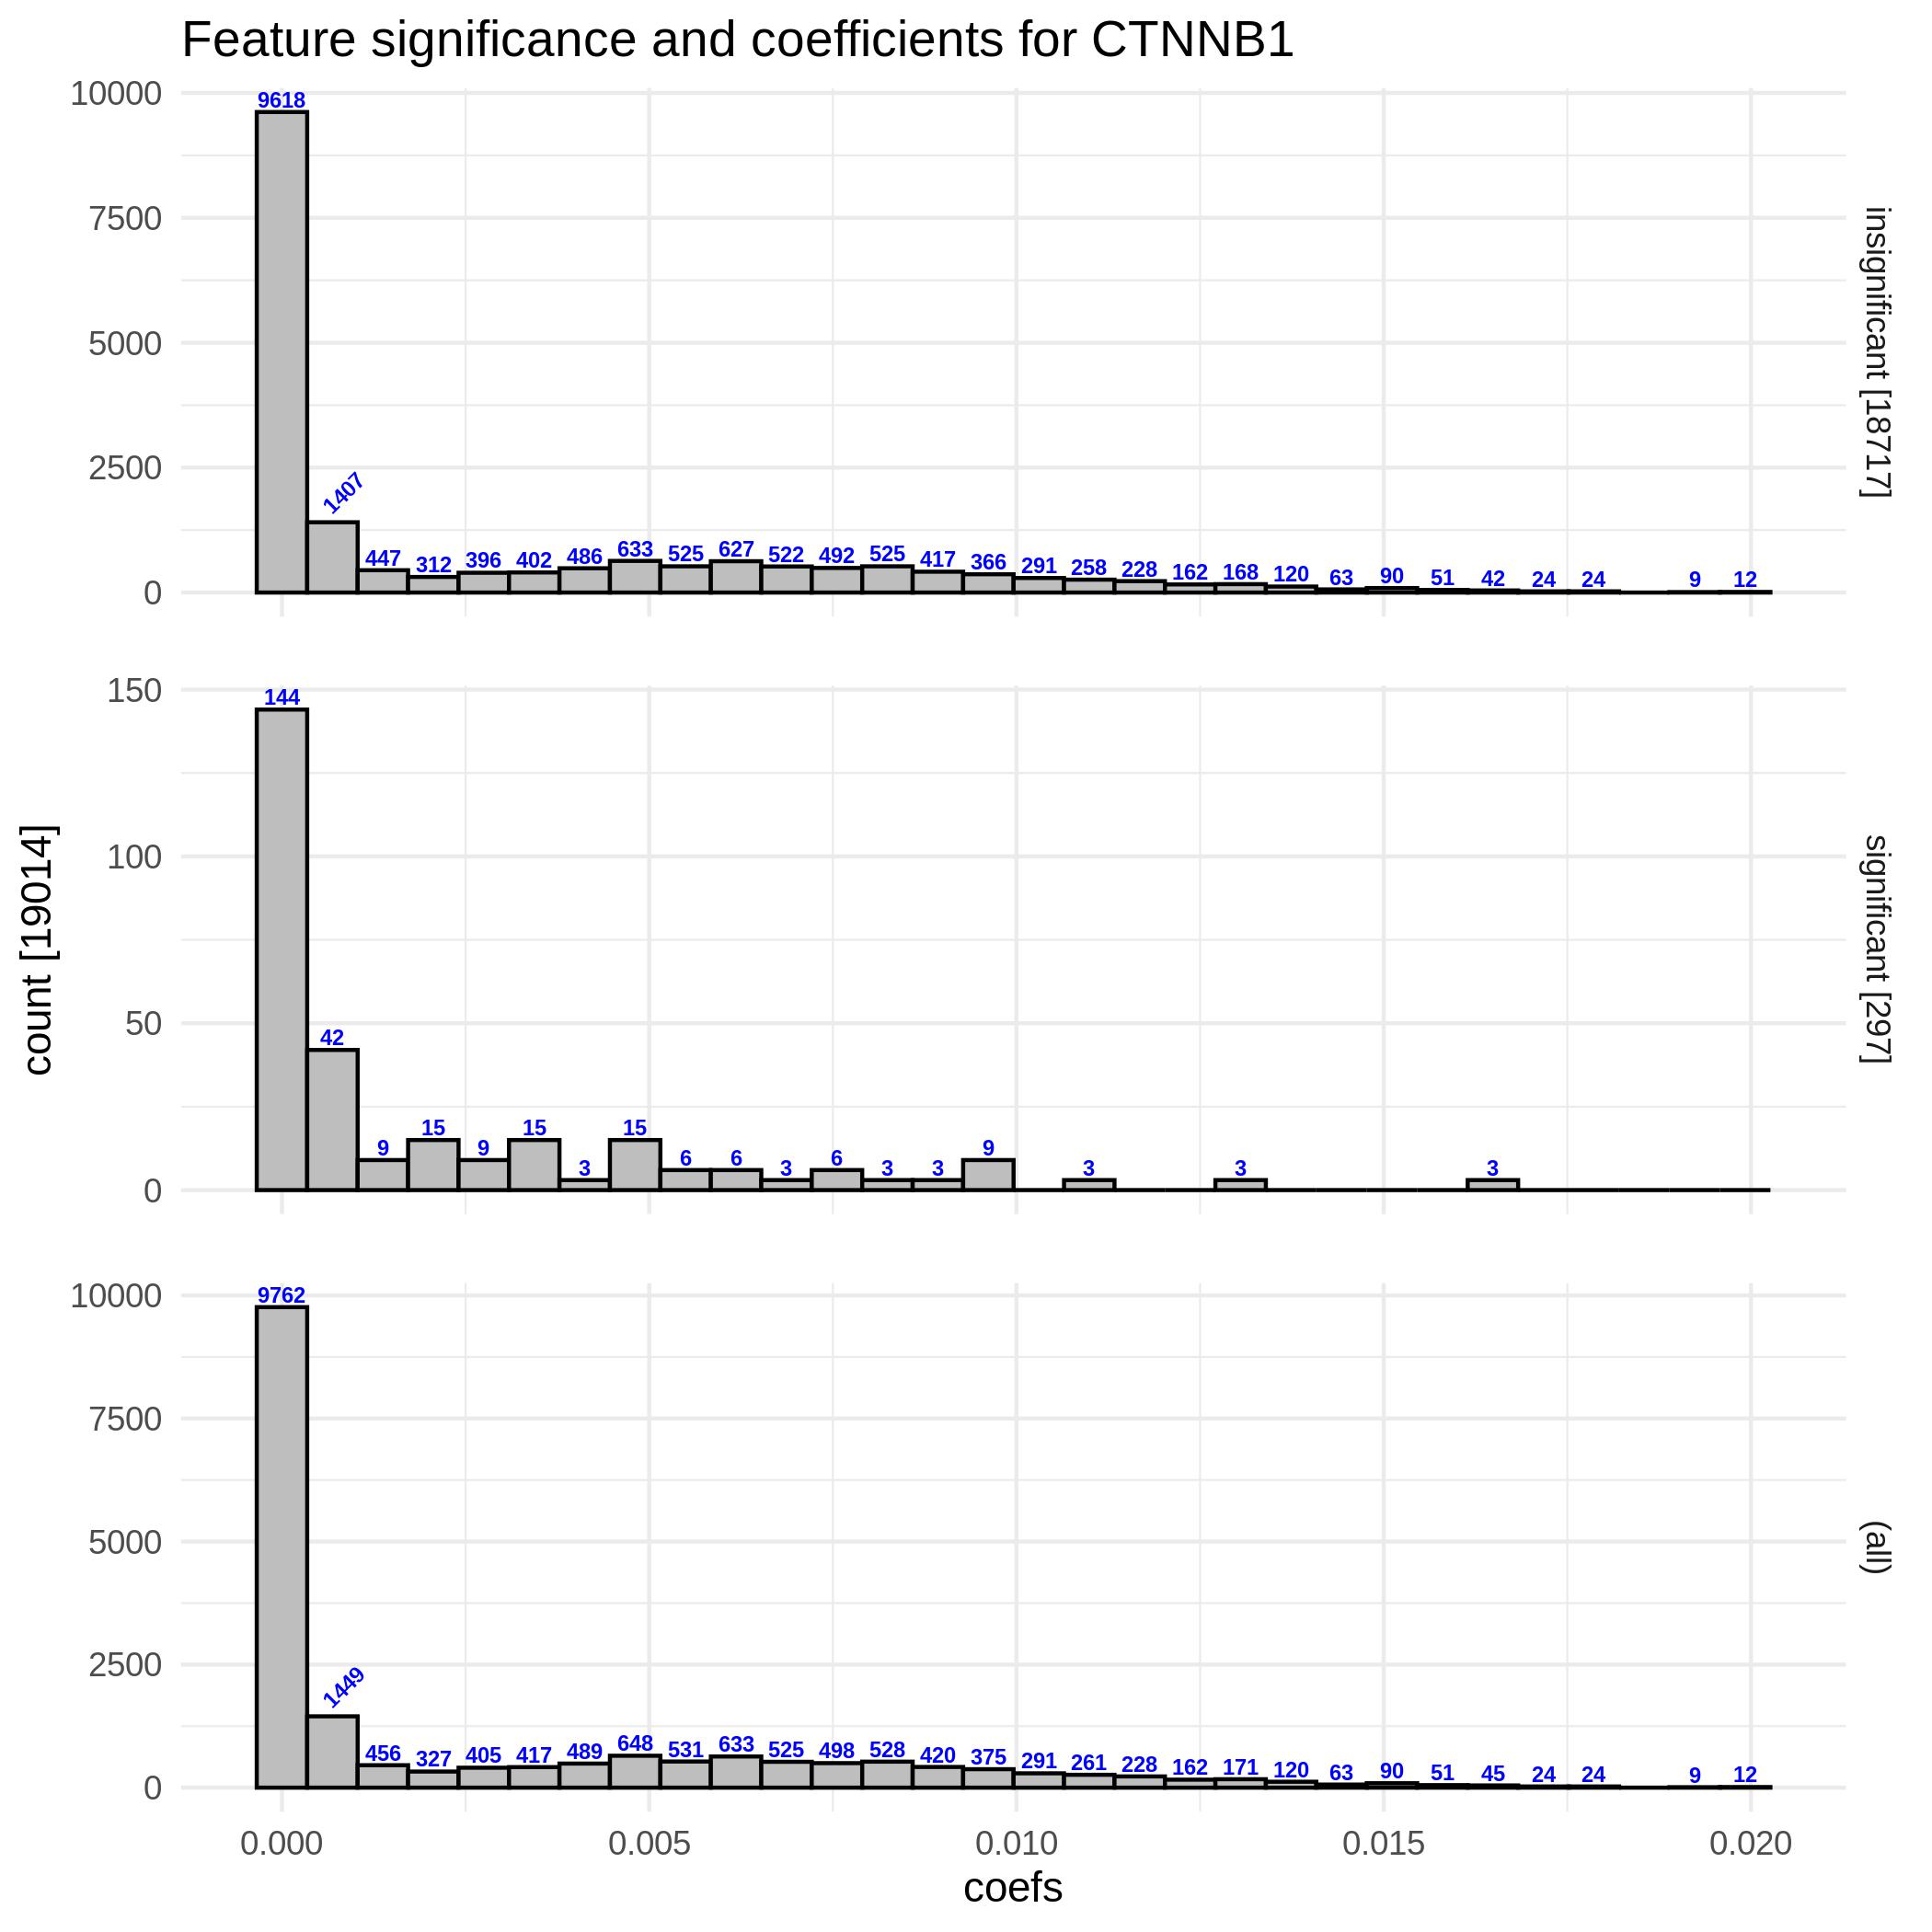 Feature significance and coefficients for CTNNB1
10000
7500
5000
2500
0
9618
1407
447 312 396 402 486 633 525 627 522 492 525 417 366 291 258 228 162 168 120 63 90 51 42 24 24 9 12
insignificant [18717]
count [19014]
150
100
50
0
144
42
9 15 9 15 3 15 6 6 3 6 3 3 9 3 3 3
significant [297]
10000
7500
5000
2500
0
9762
1449
456 327 405 417 489 648 531 633 525 498 528 420 375 291 261 228 162 171 120 63 90 51 45 24 24 9 12
(all)
0.000 0.005 0.010 0.015 0.020
coefs